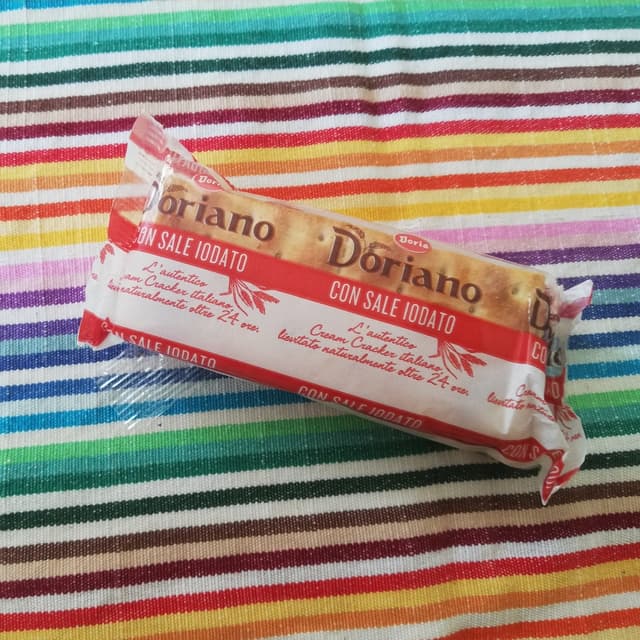 Doria
Doriano
CON SALE IODATO
L'autentico
Cream Cracker italiano
lievitato naturalmente oltre 24 ore.
CON SALE IODATO
Doria
Doriano
CON SALE IODATO
L'autentico
Cream Cracker italiano
lievitato naturalmente oltre 24 ore.
CON SALE IODATO